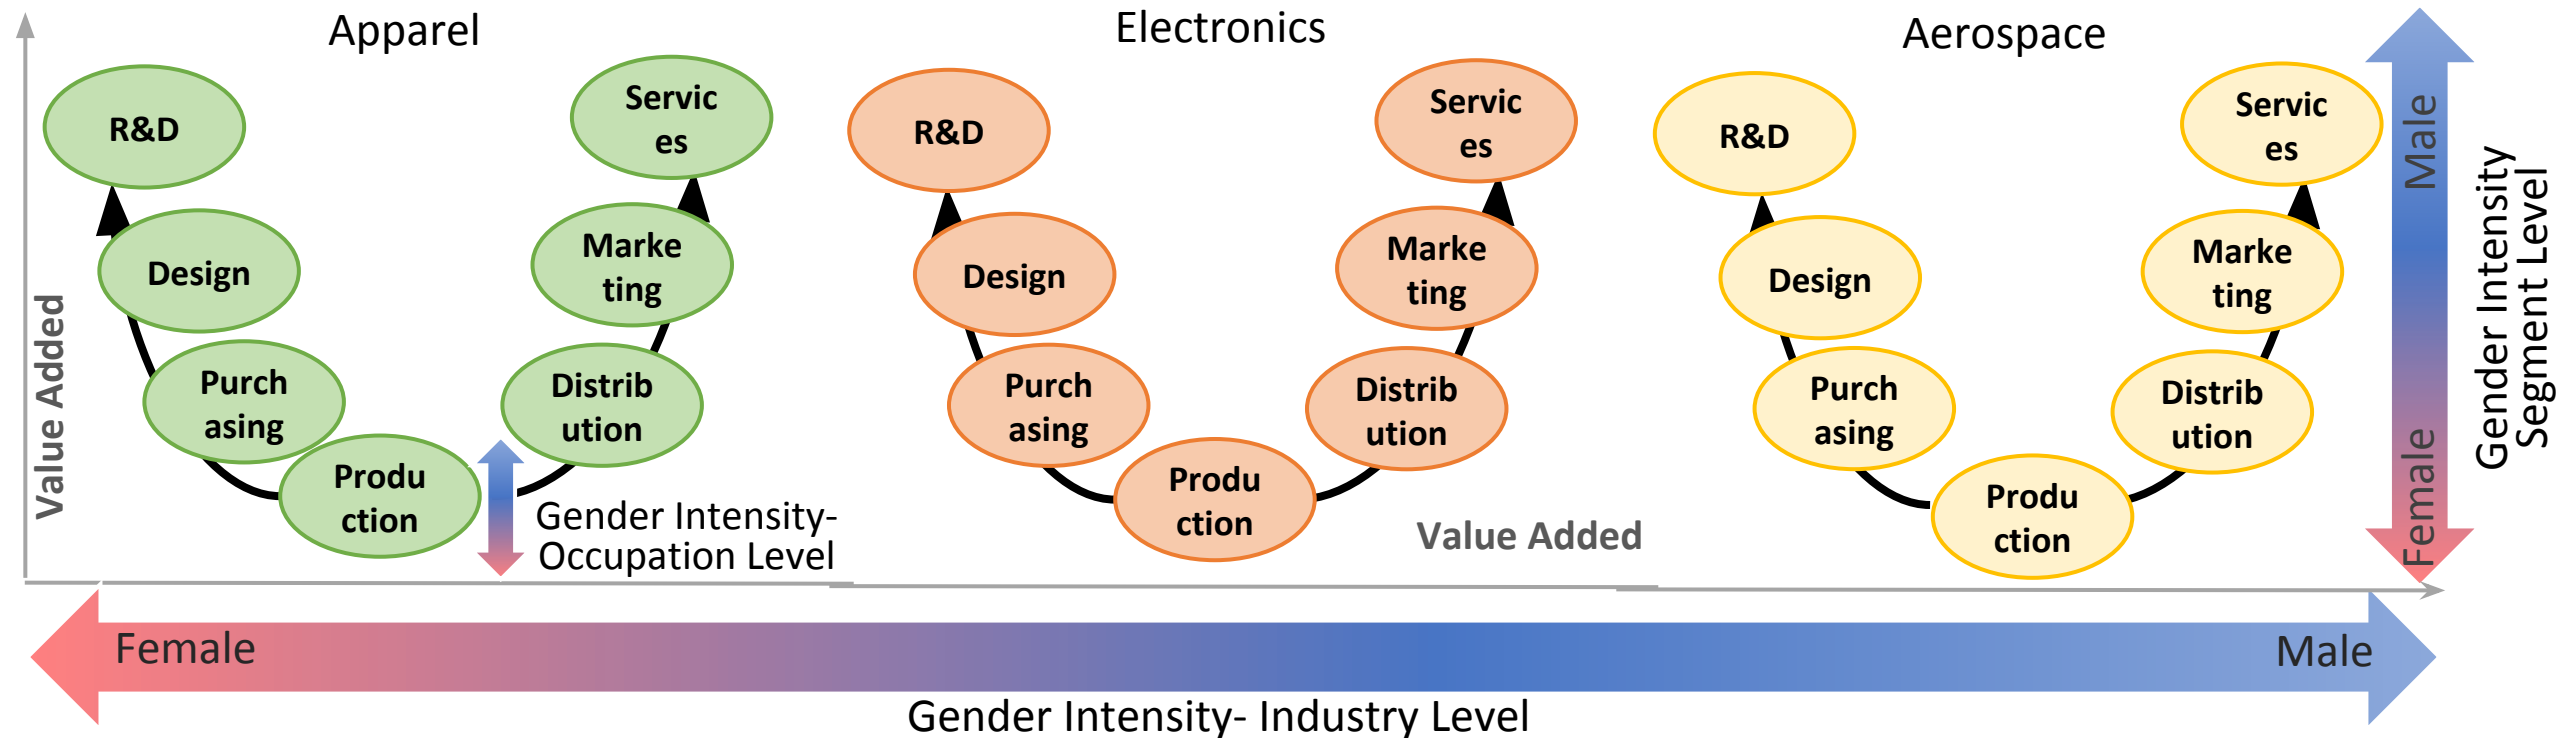 Apparel
Electronics
Aerospace
Value Added
R&D
Design
Purch
asing
Produ
ction
Distrib
ution
Marke
ting
Servic
es
Gender Intensity-
Occupation Level
R&D
Design
Purch
asing
Produ
ction
Distrib
ution
Marke
ting
Servic
es
Value Added
R&D
Design
Purch
asing
Produ
ction
Distrib
ution
Marke
ting
Servic
es
Male
Female
Gender Intensity
Segment Level
Female
Male
Gender Intensity- Industry Level